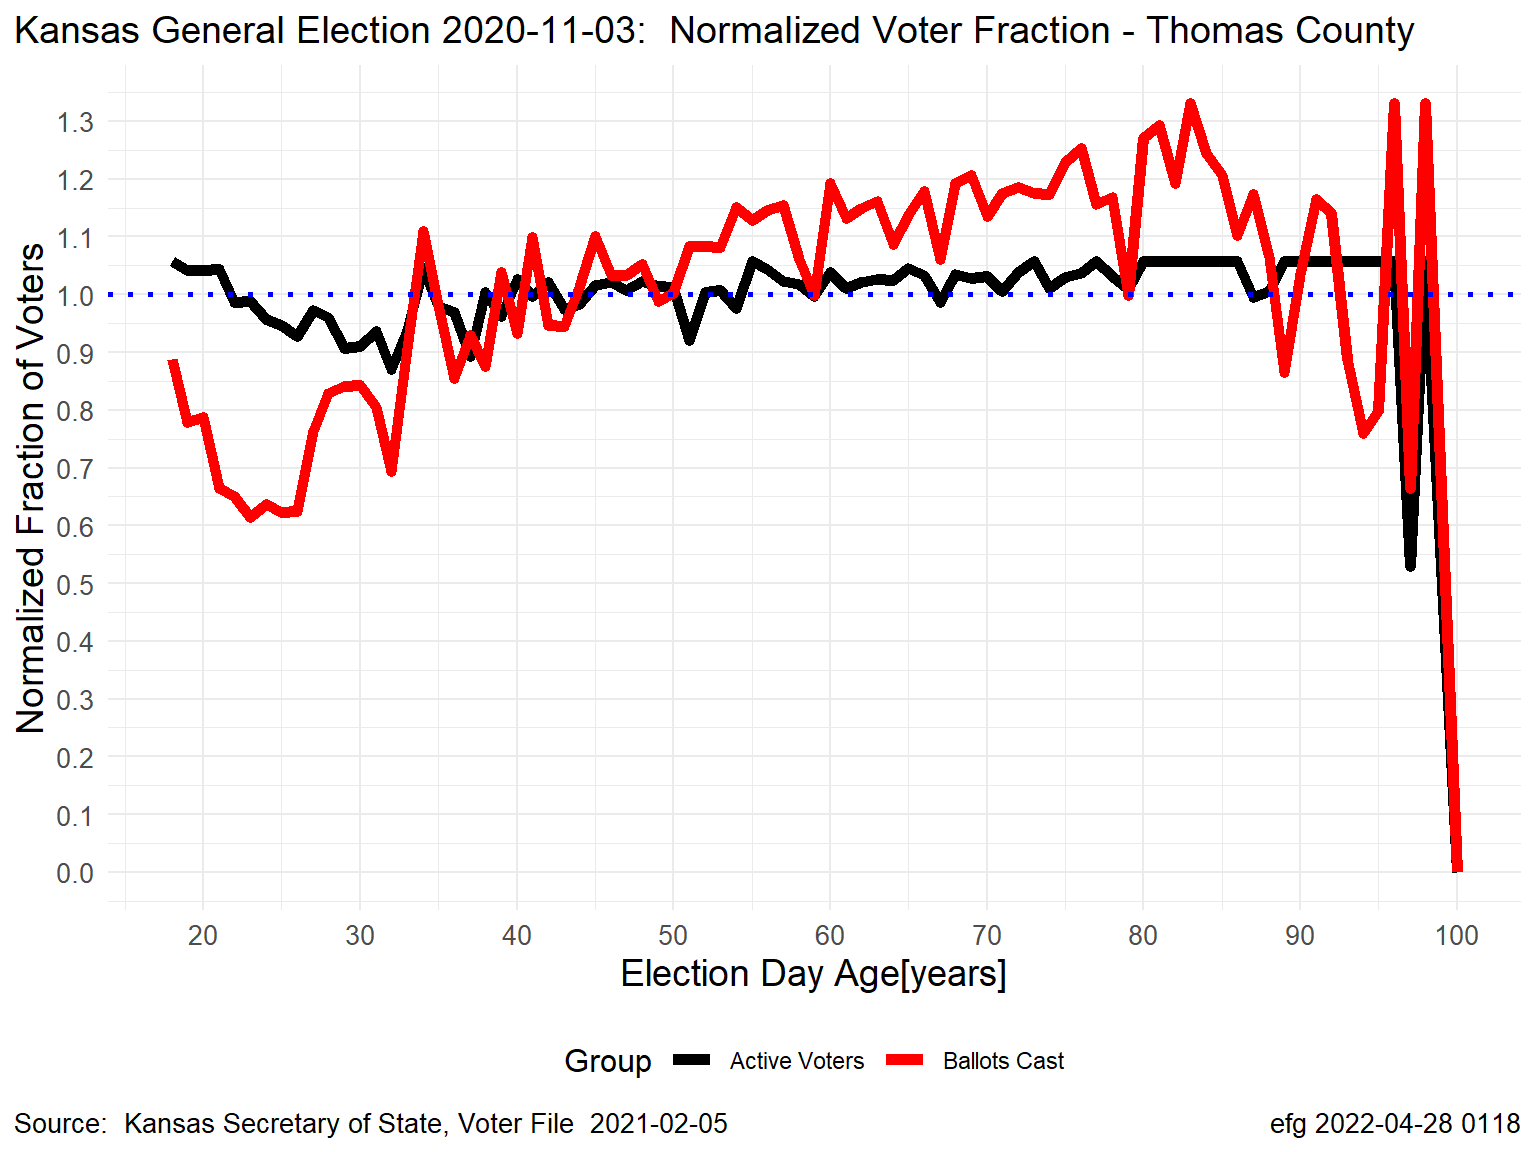 Kansas General Election 2020-11-03:  Normalized Voter Fraction - Thomas County
Normalized Fraction of Voters
1.3
1.2
1.1
1.0
0.9
0.8
0.7
0.6
0.5
0.4
0.3
0.2
0.1
0.0
20 30 40 50 60 70 80 90 100
Election Day Age[years]
Group Active Voters Ballots Cast
Source:  Kansas Secretary of State, Voter File  2021-02-05 efg 2022-04-28 0118